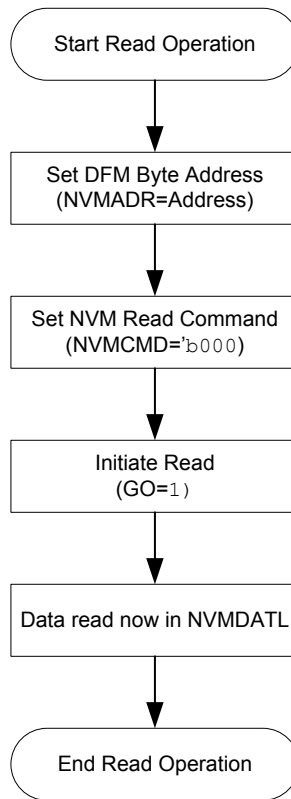 Start Read Operation
Set DFM Byte Address
(NVMADR=Address)
Set NVM Read Command
(NVMCMD='b000)
Initiate Read
(GO=1)
Data read now in NVMDATL
End Read Operation